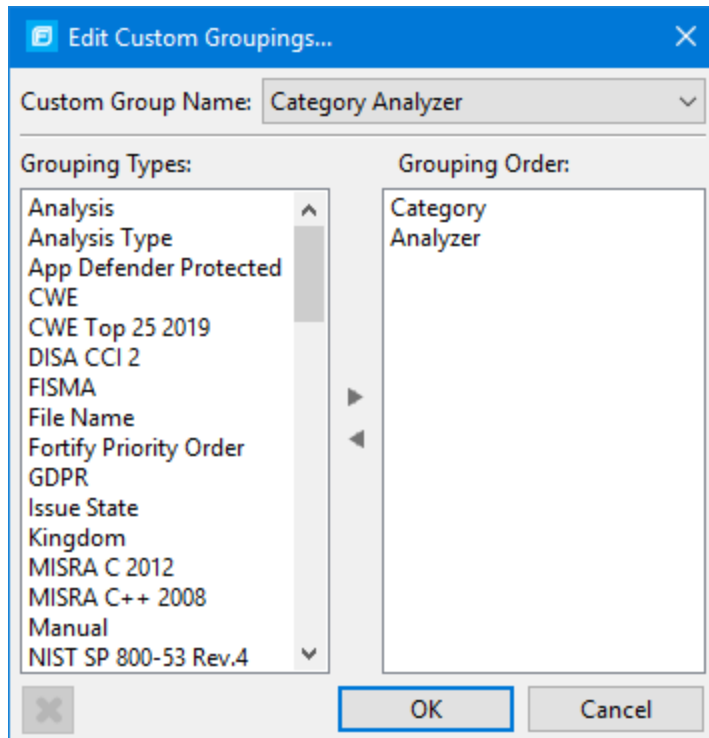 Edit Custom Groupings...
Custom Group Name: Category Analyzer
Grouping Types:
Analysis
Analysis Type
App Defender Protected
CWE
CWE Top 25 2019
DISA CCI 2
FISMA
File Name
Fortify Priority Order
GDPR
Issue State
Kingdom
MISRA C 2012
MISRA C++ 2008
Manual
NIST SP 800-53 Rev.4
Grouping Order:
Category
Analyzer
OK
Cancel